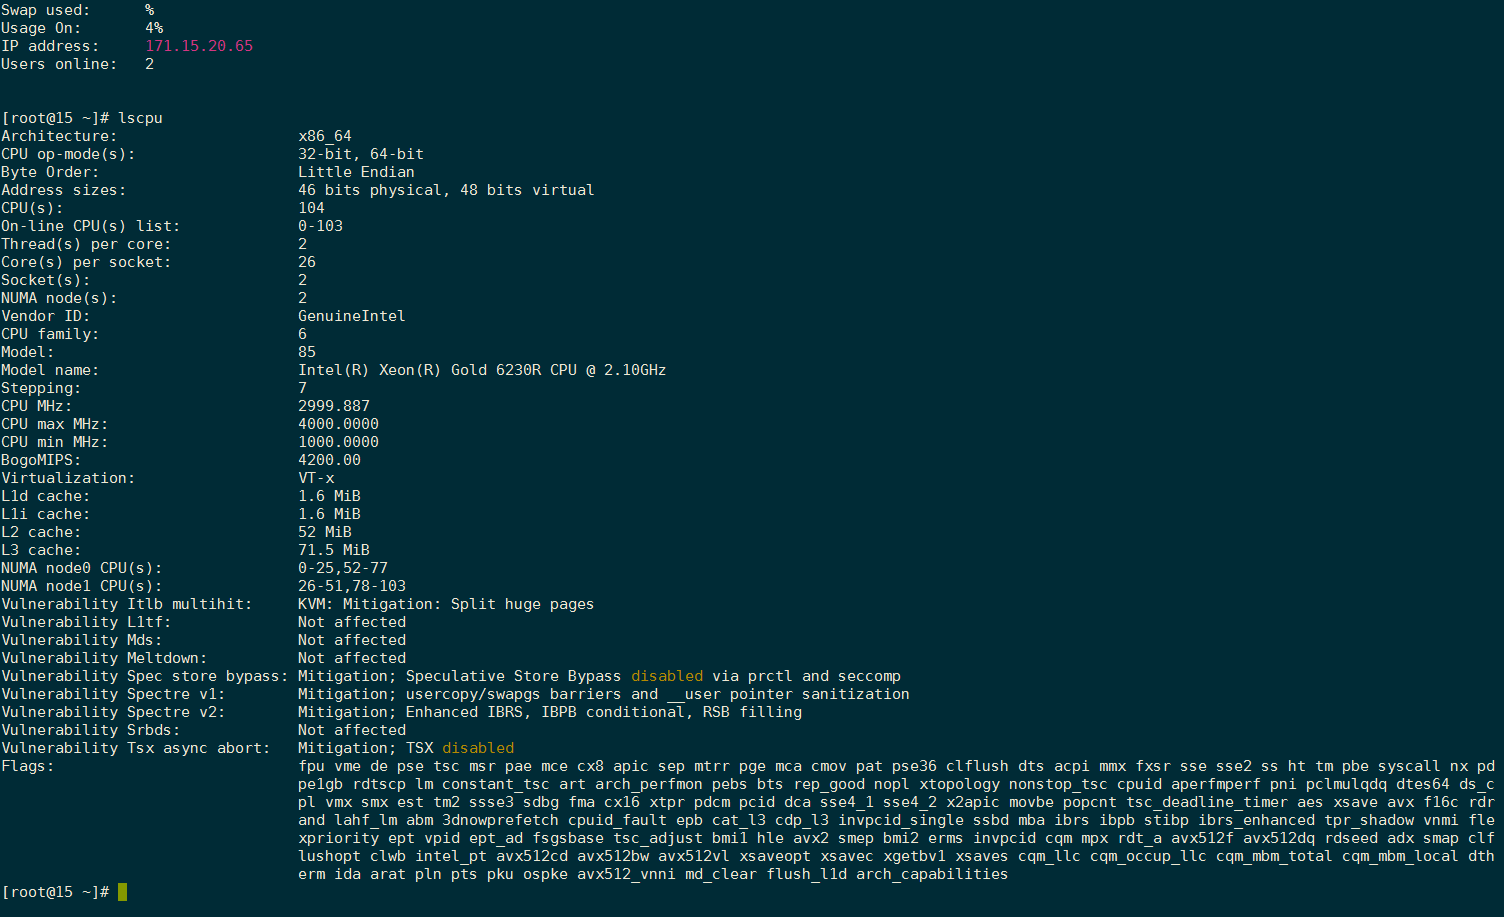 Swap used:      %
Usage On:       4%
IP address:     171.15.20.65
Users online:   2
[root@15 ~]# lscpu
Architecture:                    x86_64
CPU op-mode(s):                  32-bit, 64-bit
Byte Order:                      Little Endian
Address sizes:                   46 bits physical, 48 bits virtual
CPU(s):                          104
On-line CPU(s) list:             0-103
Thread(s) per core:              2
Core(s) per socket:              26
Socket(s):                       2
NUMA node(s):                    2
Vendor ID:                       GenuineIntel
CPU family:                      6
Model:                           85
Model name:                      Intel(R) Xeon(R) Gold 6230R CPU @ 2.10GHz
Stepping:                        7
CPU MHz:                         2999.887
CPU max MHz:                     4000.0000
CPU min MHz:                     1000.0000
BogoMIPS:                        4200.00
Virtualization:                  VT-x
L1d cache:                       1.6 MiB
L1i cache:                       1.6 MiB
L2 cache:                        52 MiB
L3 cache:                        71.5 MiB
NUMA node0 CPU(s):               0-25,52-77
NUMA node1 CPU(s):               26-51,78-103
Vulnerability Itlb multihit:     KVM: Mitigation: Split huge pages
Vulnerability L1tf:              Not affected
Vulnerability Mds:               Not affected
Vulnerability Meltdown:          Not affected
Vulnerability Spec store bypass: Mitigation; Speculative Store Bypass disabled via prctl and seccomp
Vulnerability Spectre v1:        Mitigation; usercopy/swapgs barriers and __user pointer sanitization
Vulnerability Spectre v2:        Mitigation; Enhanced IBRS, IBPB conditional, RSB filling
Vulnerability Srbds:             Not affected
Vulnerability Tsx async abort:   Mitigation; TSX disabled
Flags:                           fpu vme de pse tsc msr pae mce cx8 apic sep mtrr pge mca cmov pat pse36 clflush dts acpi mmx fxsr sse sse2 ss ht tm pbe syscall nx pd
pe1gb rdtscp lm constant_tsc art arch_perfmon pebs bts rep_good nopl xtopology nonstop_tsc cpuid aperfmperf pni pclmulqdq dtes64 ds_c
pl vmx smx est tm2 ssse3 sdbg fma cx16 xtpr pdcm pcid dca sse4_1 sse4_2 x2apic movbe popcnt tsc_deadline_timer aes xsave avx f16c rdr
and lahf_lm abm 3dnowprefetch cpuid_fault epb cat_l3 cdp_l3 invpcid_single ssbd mba ibrs ibpb stibp ibrs_enhanced tpr_shadow vnmi fle
xpriority ept vpid ept_ad fsgsbase tsc_adjust bmi1 hle avx2 smep bmi2 erms invpcid cqm mpx rdt_a avx512f avx512dq rdseed adx smap clf
lushopt clwb intel_pt avx512cd avx512bw avx512vl xsaveopt xsavec xgetbv1 xsaves cqm_llc cqm_occup_llc cqm_mbm_total cqm_mbm_local dth
erm ida arat pln pts pku ospke avx512_vnni md_clear flush_l1d arch_capabilities
[root@15 ~]#